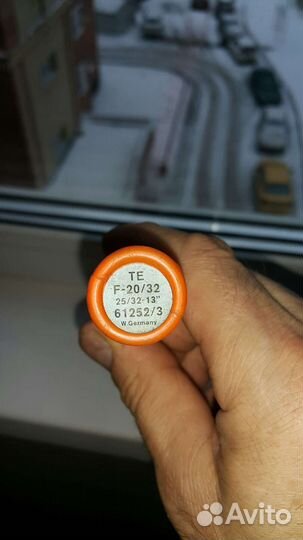 TE
F-20/32
25/32-13"
61252/3
W.Germany
Avito